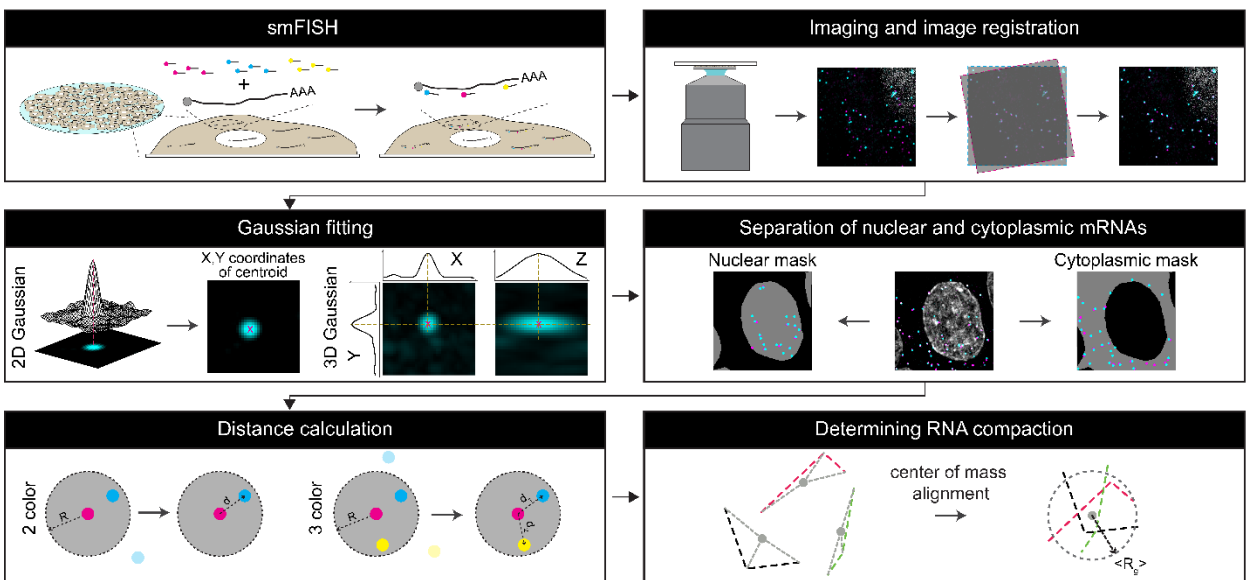 smFISH
+
AAA
AAA
Imaging and image registration
Gaussian fitting
2D Gaussian
X,Y coordinates
of centroid
X
3D Gaussian
X
Y
X
Z
X
Separation of nuclear and cytoplasmic mRNAs
Nuclear mask
Cytoplasmic mask
Distance calculation
2 color
R
d
3 color
R
d1
d2
Determining RNA compaction
center of mass
alignment
<Rg>